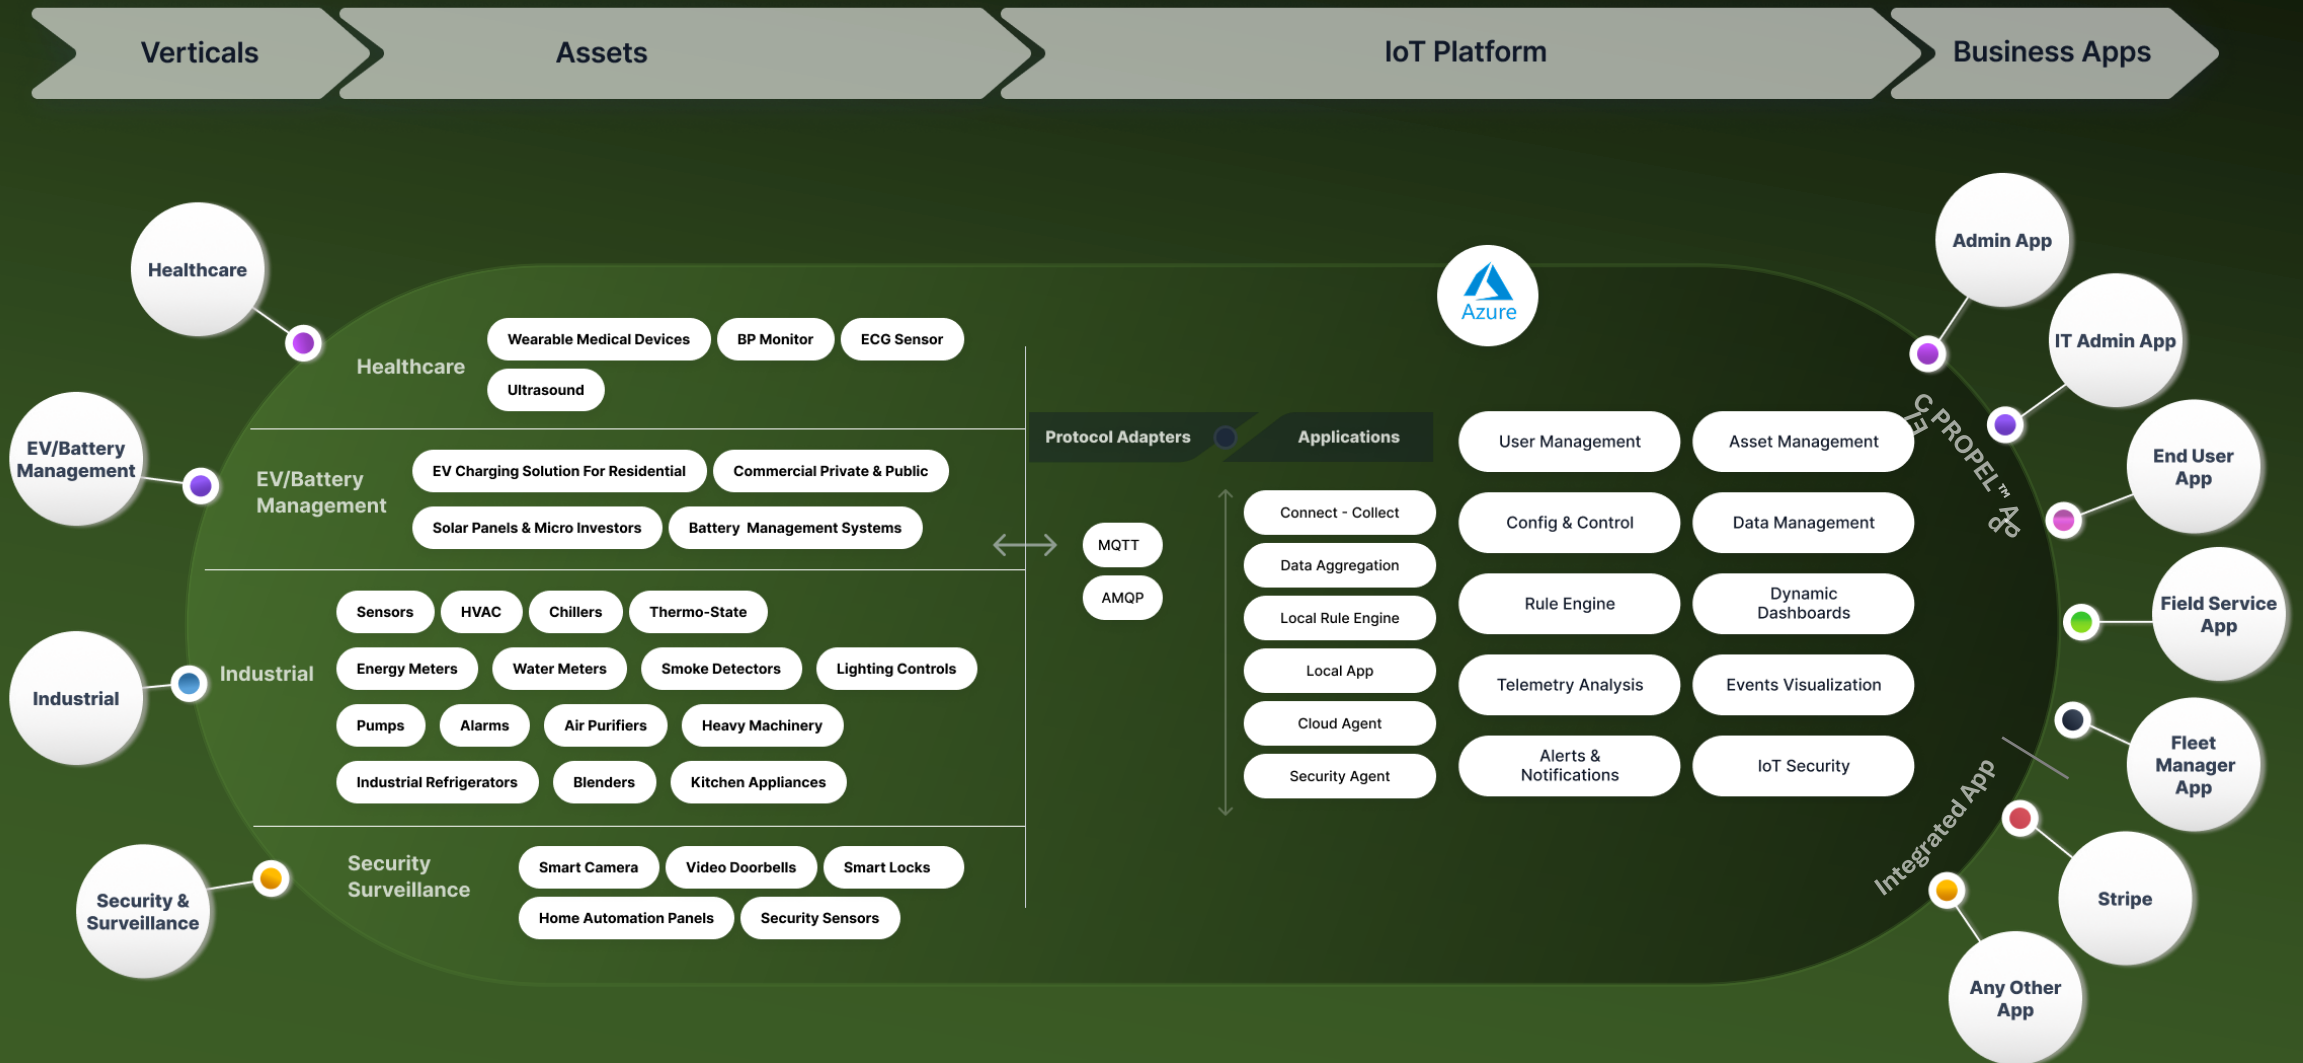 Verticals
Assets
IoT Platform
Business Apps
Healthcare
EV/Battery
Management
Industrial
Security &
Surveillance
Healthcare
Wearable Medical Devices
BP Monitor
ECG Sensor
Ultrasound
EV/Battery
Management
EV Charging Solution For Residential
Commercial Private & Public
Solar Panels & Micro Investors
Battery Management Systems
Industrial
Sensors
HVAC
Chillers
Thermo-State
Energy Meters
Water Meters
Smoke Detectors
Lighting Controls
Pumps
Alarms
Air Purifiers
Heavy Machinery
Industrial Refrigerators
Blenders
Kitchen Appliances
Security
Surveillance
Smart Camera
Video Doorbells
Smart Locks
Home Automation Panels
Security Sensors
Protocol Adapters
Applications
MQTT
AMQP
Connect - Collect
Data Aggregation
Local Rule Engine
Local App
Cloud Agent
Security Agent
Azure
User Management
Asset Management
Config & Control
Data Management
Rule Engine
Dynamic
Dashboards
Telemetry Analysis
Events Visualization
Alerts &
Notifications
IoT Security
PROPEL™
Integrated App
Admin App
IT Admin App
End User
App
Field Service
App
Fleet
Manager
App
Stripe
Any Other
App